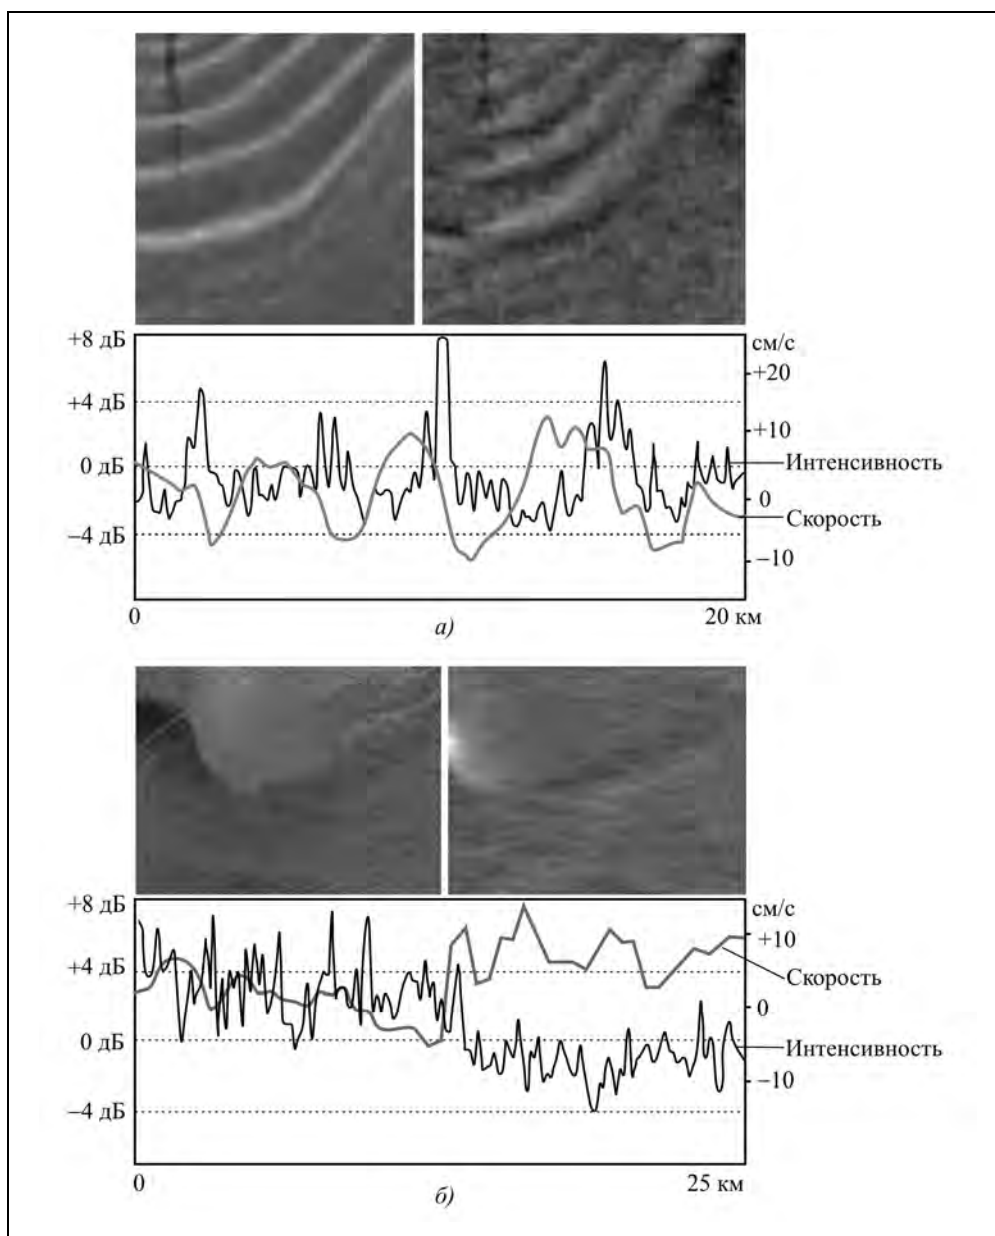 +8 дБ
+4 дБ
0 дБ
−4 дБ
см/с
+20
+10
0
−10
Интенсивность
Скорость
0
20 км
а)
+8 дБ
+4 дБ
0 дБ
−4 дБ
см/с
+10
0
−10
Скорость
Интенсивность
0
25 км
б)